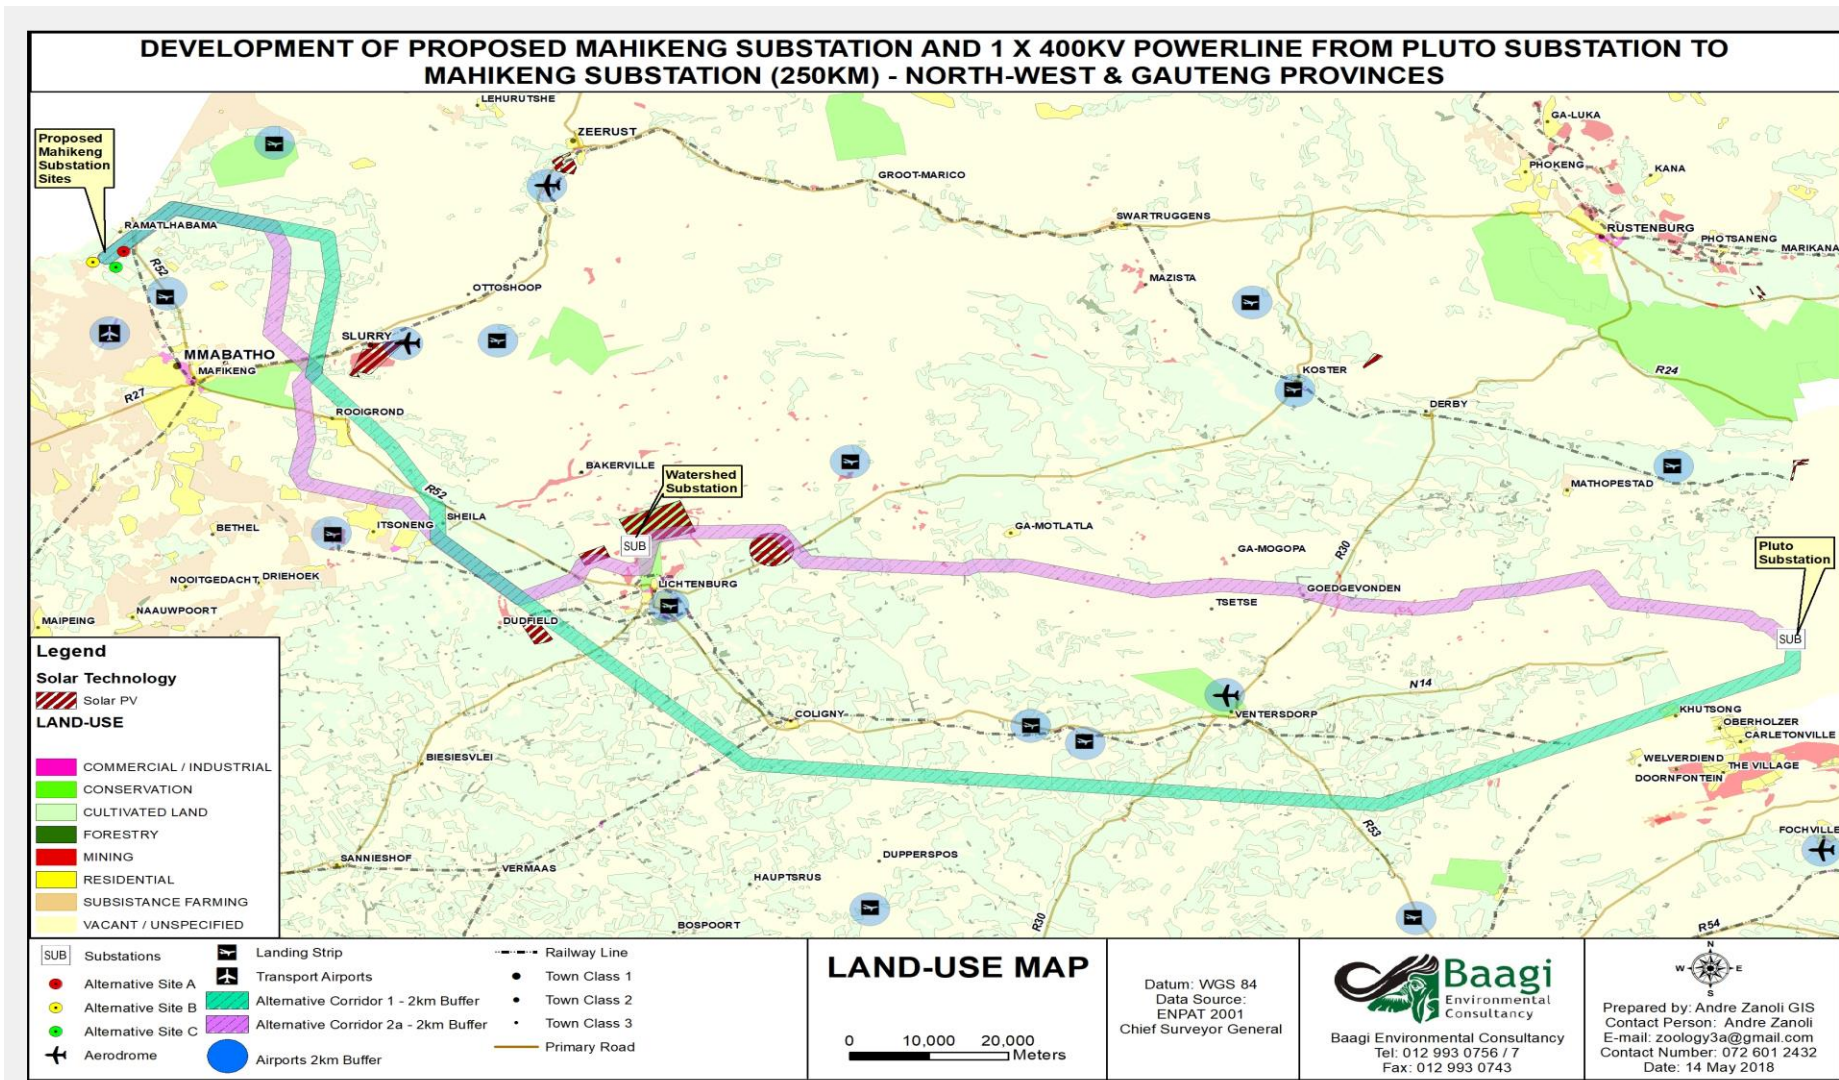 DEVELOPMENT OF PROPOSED MAHIKENG SUBSTATION AND 1 X 400KV POWERLINE FROM PLUTO SUBSTATION TO
MAHIKENG SUBSTATION (250KM) - NORTH-WEST & GAUTENG PROVINCES
LEHURUTSHE
ZEERUST
GA-LUKA
Proposed
Mahikeng
Substation
Sites
PHOKENG
KANA
GROOT-MARICO
SWARTRUGGENS
RAMATLHABAMA
RUSTENBURG
PHOTSANENG
MARIKANA
R52
MAZISTA
OTTOSHOOP
SLURRY
MMABATHO
MAFIKENG
KOSTER
R24
R27
DERBY
ROOIGROND
BAKERVILLE
Watershed
Substation
MATHOPESTAD
R52
SHEILA
ITSONENG
BETHEL
GA-MOTLATLA
SUB
GA-MOGOPA
R30
Pluto
Substation
NOOITGEDACHT
DRIEHOEK
LICHTENBURG
GOEDGEVONDEN
TSETSE
NAAUWPOORT
MAIPEING
DUDFIELD
SUB
N14
COLIGNY
VENTERSDORP
KHUTSONG
OBERHOLZER
CARLETONVILLE
BIESIESVLEI
WELVERDIEND
THE VILLAGE
DOORNFONTEIN
R53
FOCHVILLE
SANNIESHOF
VERMAAS
DUPPERSPOS
HAUPTSRUS
BOSPOORT
R30
R54
Legend
Solar Technology
Solar PV
LAND-USE
COMMERCIAL / INDUSTRIAL
CONSERVATION
CULTIVATED LAND
FORESTRY
MINING
RESIDENTIAL
SUBSISTANCE FARMING
VACANT / UNSPECIFIED
SUB Substations
Alternative Site A
Alternative Site B
Alternative Site C
Aerodrome
Landing Strip
Transport Airports
Alternative Corridor 1 - 2km Buffer
Alternative Corridor 2a - 2km Buffer
Airports 2km Buffer
Railway Line
Town Class 1
Town Class 2
Town Class 3
Primary Road
LAND-USE MAP
0 10,000 20,000
Meters
Datum: WGS 84
Data Source:
ENPAT 2001
Chief Surveyor General
Baagi
Environmental
Consultancy
Baagi Environmental Consultancy
Tel: 012 993 0756 / 7
Fax: 012 993 0743
N
W E
S
Prepared by: Andre Zanoli GIS
Contact Person: Andre Zanoli
E-mail: zoology3a@gmail.com
Contact Number: 072 601 2432
Date: 14 May 2018